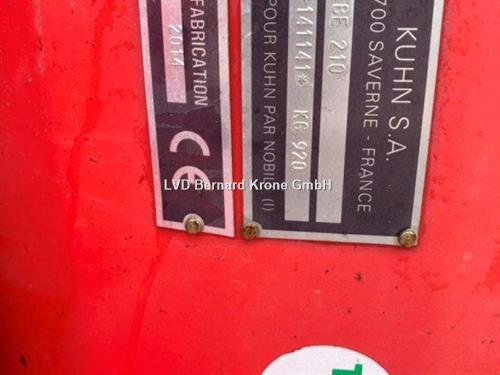 KUHN S.A.
700 SAVERNE - FRANCE
BE 210
141141* KG 920
POUR KUHN PAR NOBILI (I)
FABRICATION
2014
CE
LVD Bernard Krone GmbH